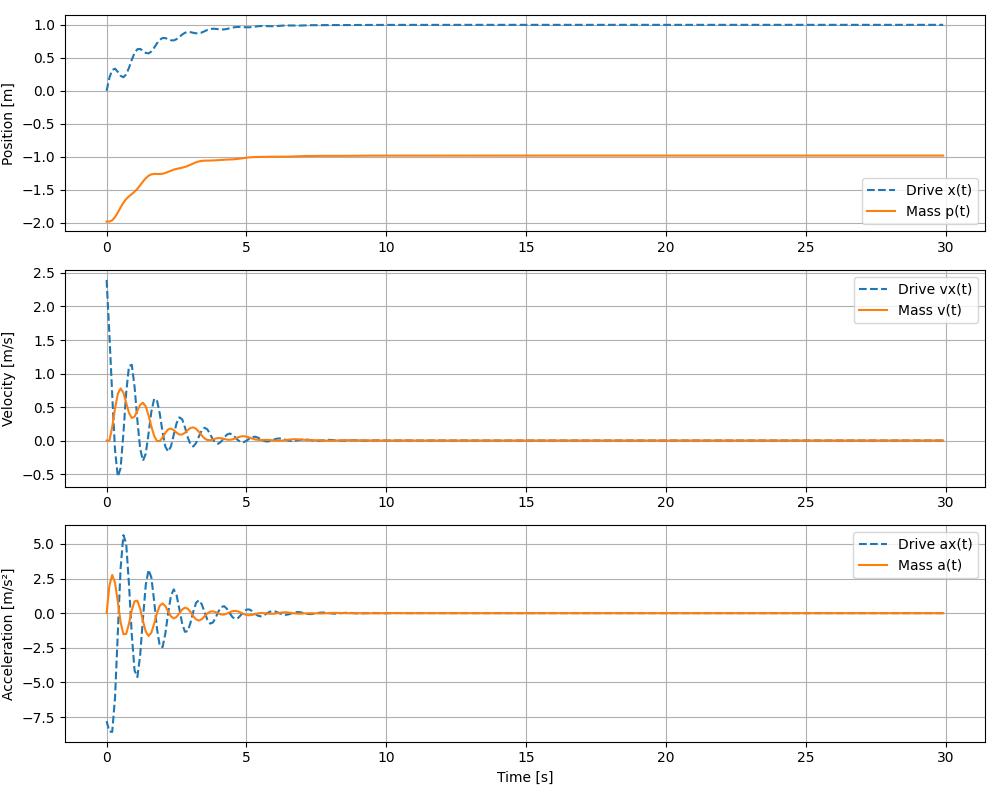 Position [m]
1.0
0.5
0.0
−0.5
−1.0
−1.5
−2.0
Drive x(t)
Mass p(t)
0 5 10 15 20 25 30
Velocity [m/s]
2.5
2.0
1.5
1.0
0.5
0.0
−0.5
Drive vx(t)
Mass v(t)
0 5 10 15 20 25 30
Acceleration [m/s²]
5.0
2.5
0.0
−2.5
−5.0
−7.5
Drive ax(t)
Mass a(t)
0 5 10 15 20 25 30
Time [s]